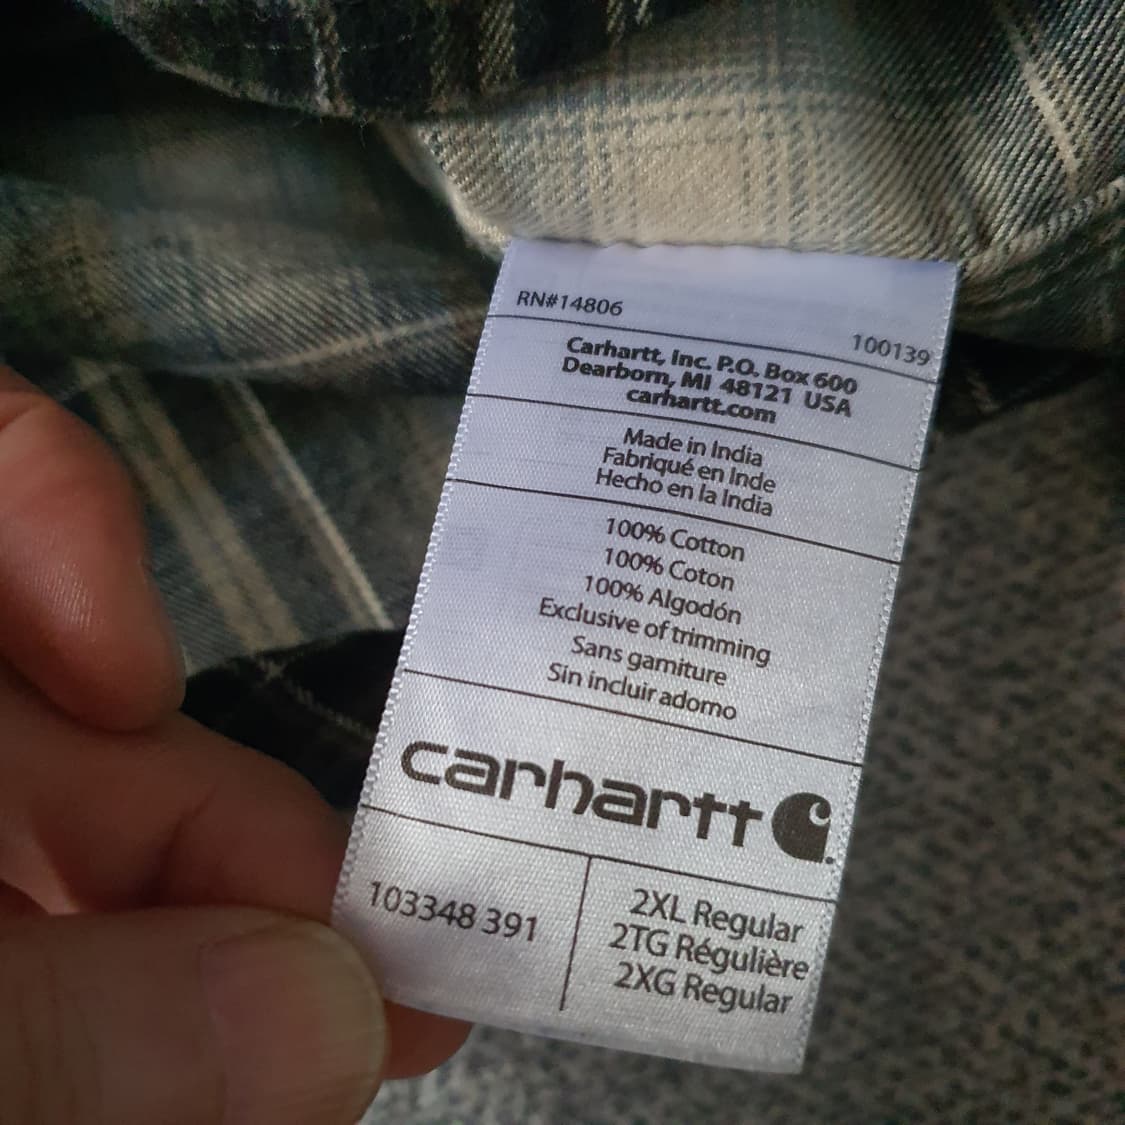 RN#14806
100139
Carhartt, Inc. P.O. Box 600
Dearborn, MI 48121 USA
carhartt.com
Made in India
Fabriqué en Inde
Hecho en la India
100% Cotton
100% Coton
100% Algodón
Exclusive of trimming
Sans garniture
Sin incluir adorno
carhartt
103348 391
2XL Regular
2TG Régulière
2XG Regular